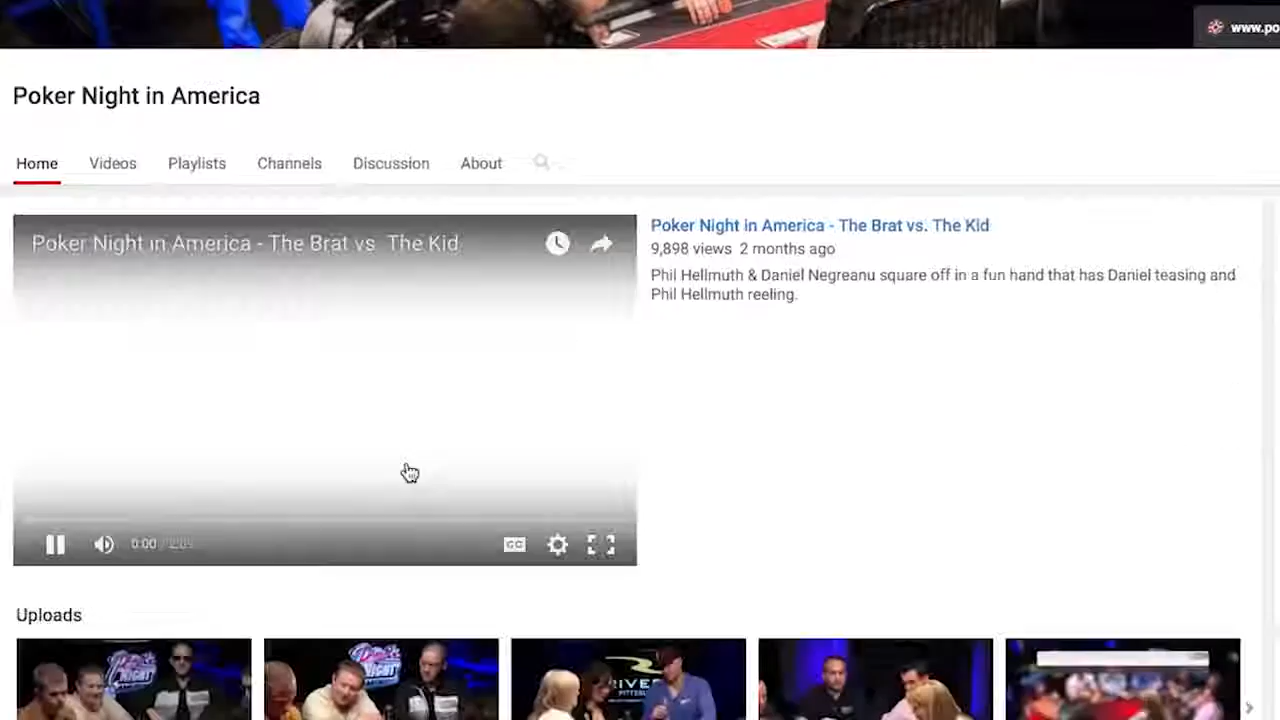 www.po
Poker Night in America
Home Videos Playlists Channels Discussion About
Poker Night in America - The Brat vs. The Kid
Poker Night in America - The Brat vs. The Kid
9,898 views 2 months ago
Phil Hellmuth & Daniel Negreanu square off in a fun hand that has Daniel teasing and
Phil Hellmuth reeling.
0:00
CC
Uploads
NIGHT
NIGHT